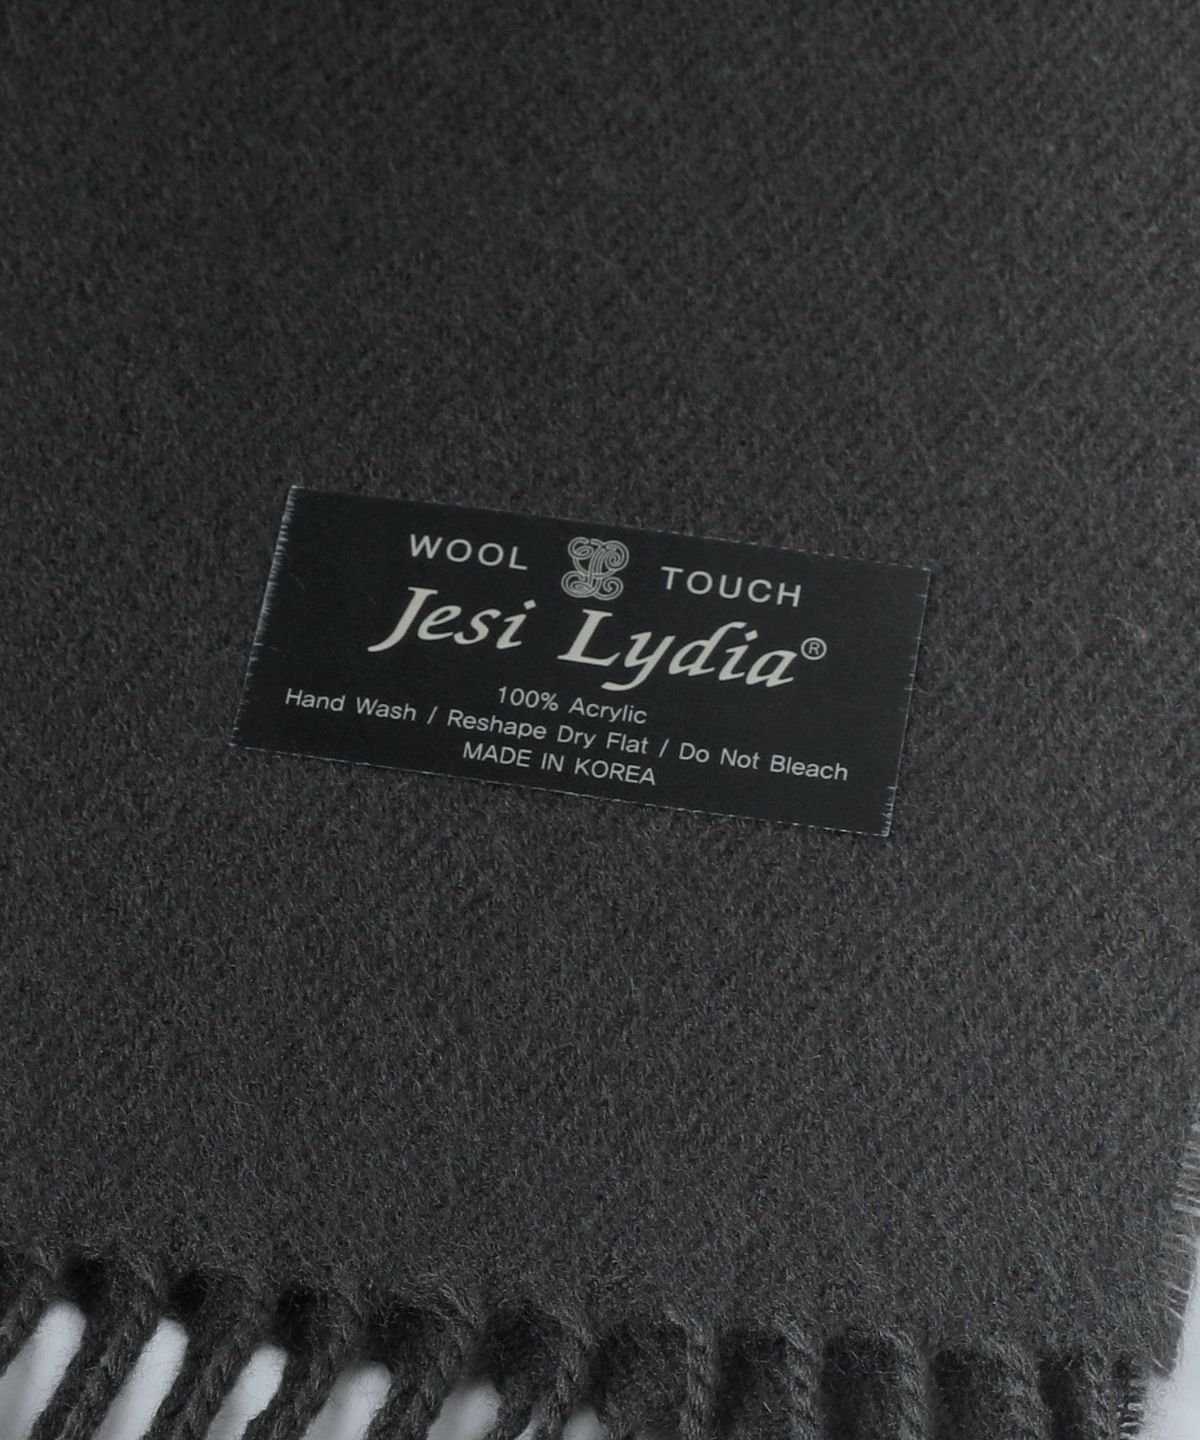 WOOL TOUCH
Jesi Lydia®
100% Acrylic
Hand Wash / Reshape Dry Flat / Do Not Bleach
MADE IN KOREA